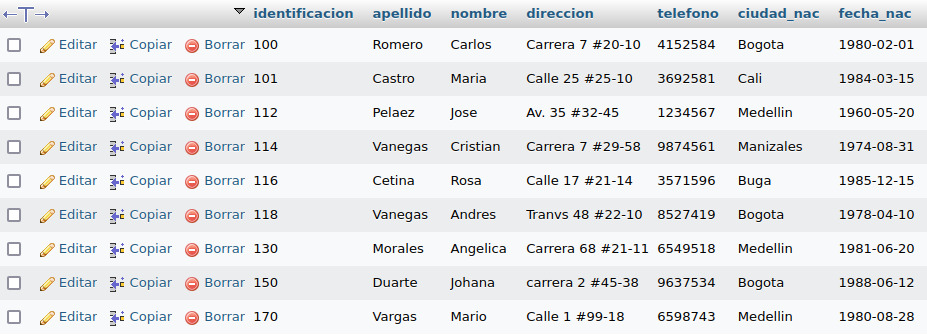 identificacion apellido nombre direccion telefono ciudad_nac fecha_nac
Editar Copiar Borrar 100 Romero Carlos Carrera 7 #20-10 4152584 Bogota 1980-02-01
Editar Copiar Borrar 101 Castro Maria Calle 25 #25-10 3692581 Cali 1984-03-15
Editar Copiar Borrar 112 Pelaez Jose Av. 35 #32-45 1234567 Medellin 1960-05-20
Editar Copiar Borrar 114 Vanegas Cristian Carrera 7 #29-58 9874561 Manizales 1974-08-31
Editar Copiar Borrar 116 Cetina Rosa Calle 17 #21-14 3571596 Buga 1985-12-15
Editar Copiar Borrar 118 Vanegas Andres Tranvs 48 #22-10 8527419 Bogota 1978-04-10
Editar Copiar Borrar 130 Morales Angelica Carrera 68 #21-11 6549518 Medellin 1981-06-20
Editar Copiar Borrar 150 Duarte Johana carrera 2 #45-38 9637534 Bogota 1988-06-12
Editar Copiar Borrar 170 Vargas Mario Calle 1 #99-18 6598743 Medellin 1980-08-28